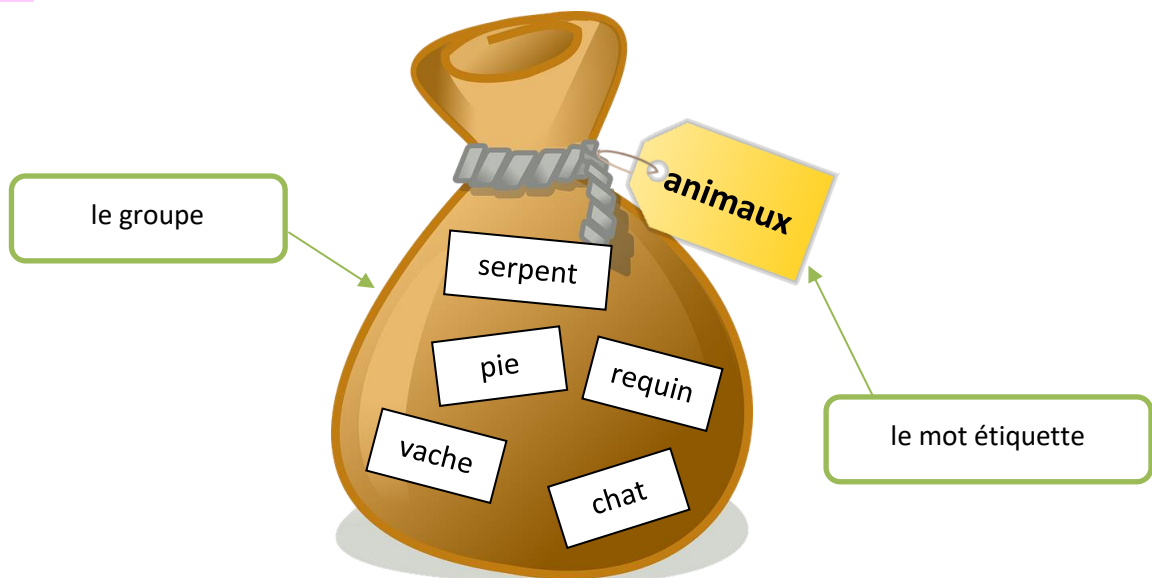 animaux
le groupe
serpent
pie
requin
le mot étiquette
vache
chat